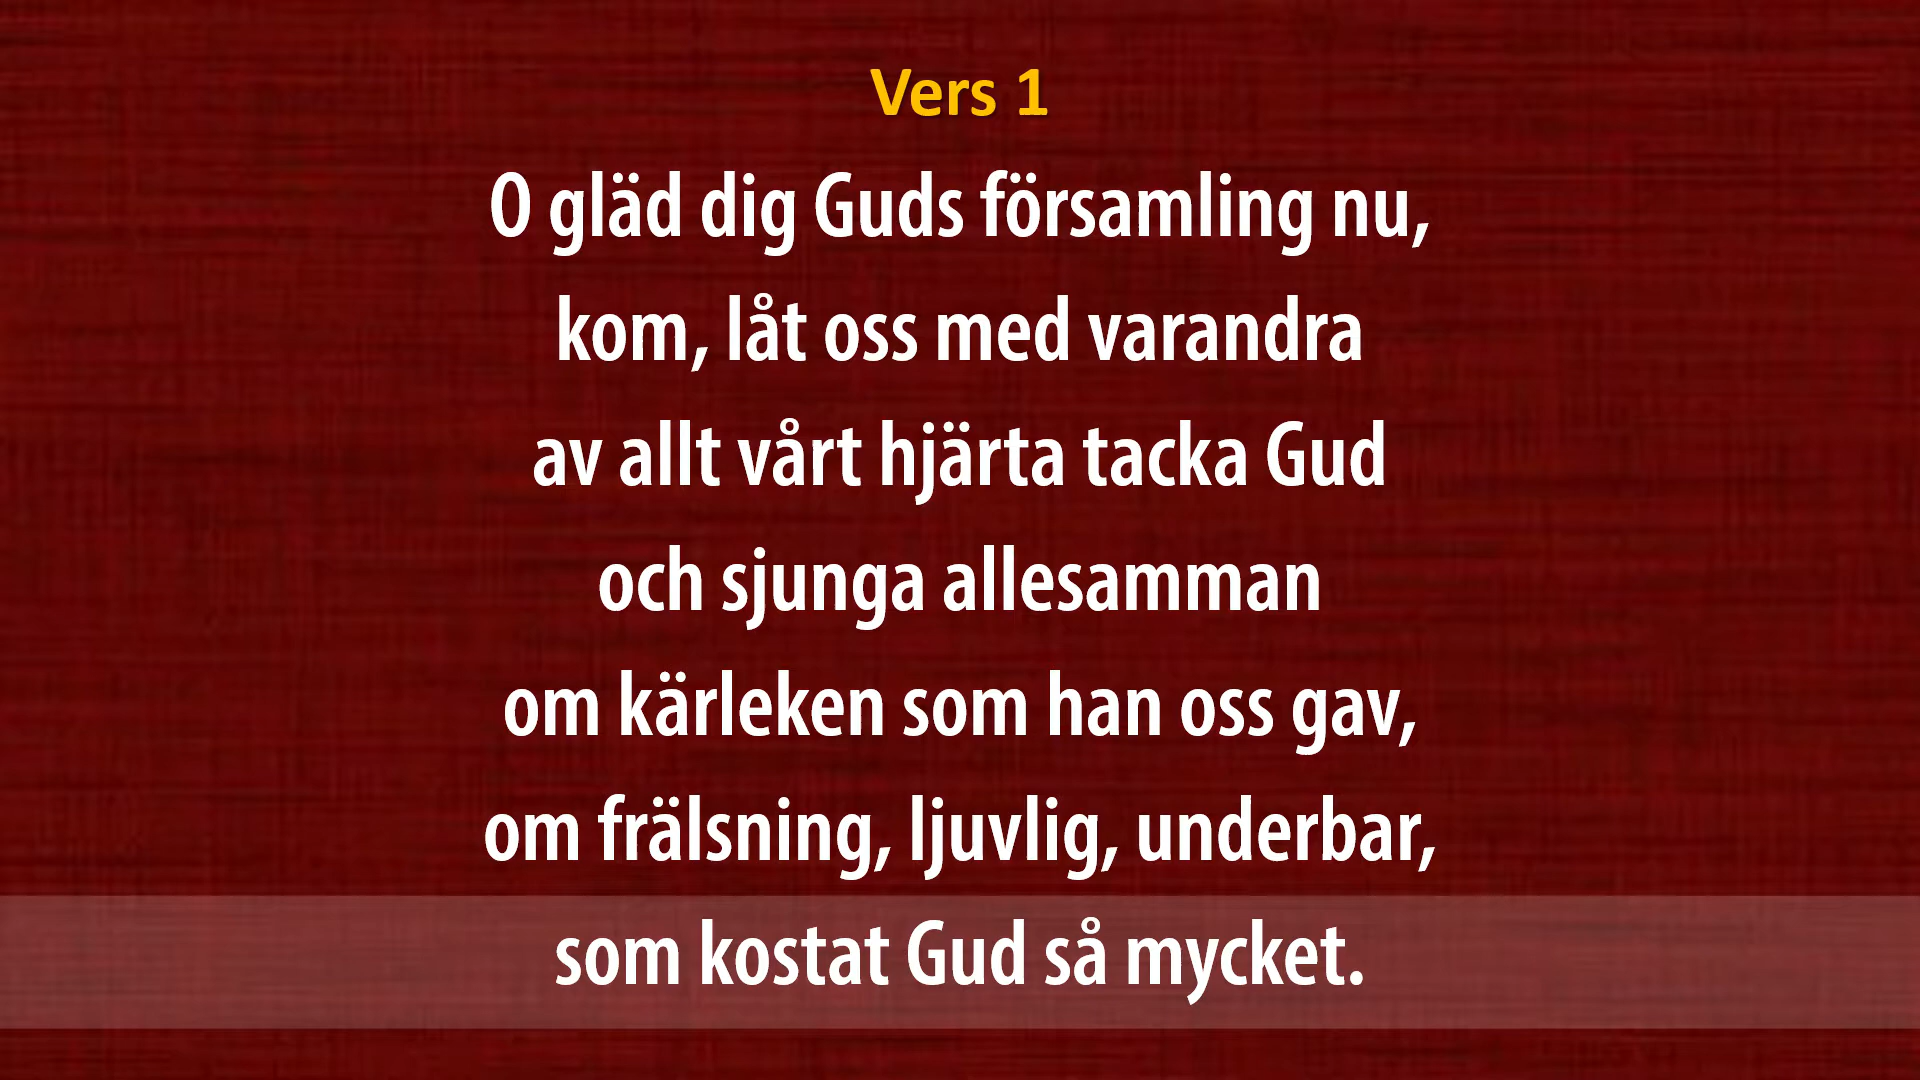 Vers 1
O gläd dig Guds församling nu,
kom, låt oss med varandra
av allt vårt hjärta tacka Gud
och sjunga allesamman
om kärleken som han oss gav,
om frälsning, ljuvlig, underbar,
som kostat Gud så mycket.